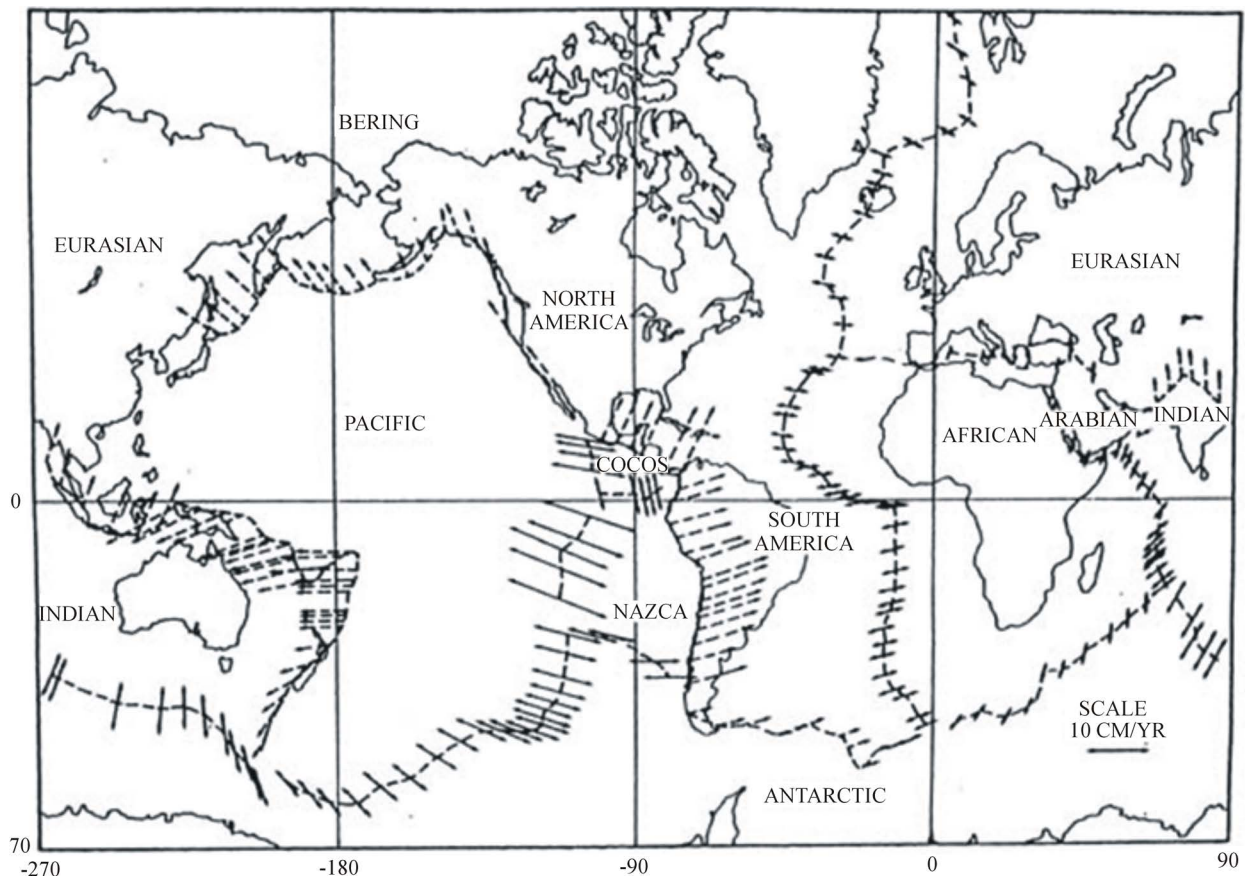 BERING
EURASIAN
EURASIAN
NORTH
AMERICA
PACIFIC
AFRICAN
ARABIAN
INDIAN
COCOS
0
SOUTH
AMERICA
INDIAN
NAZCA
SCALE
10 CM/YR
ANTARCTIC
70
-270
-180
-90
0
90